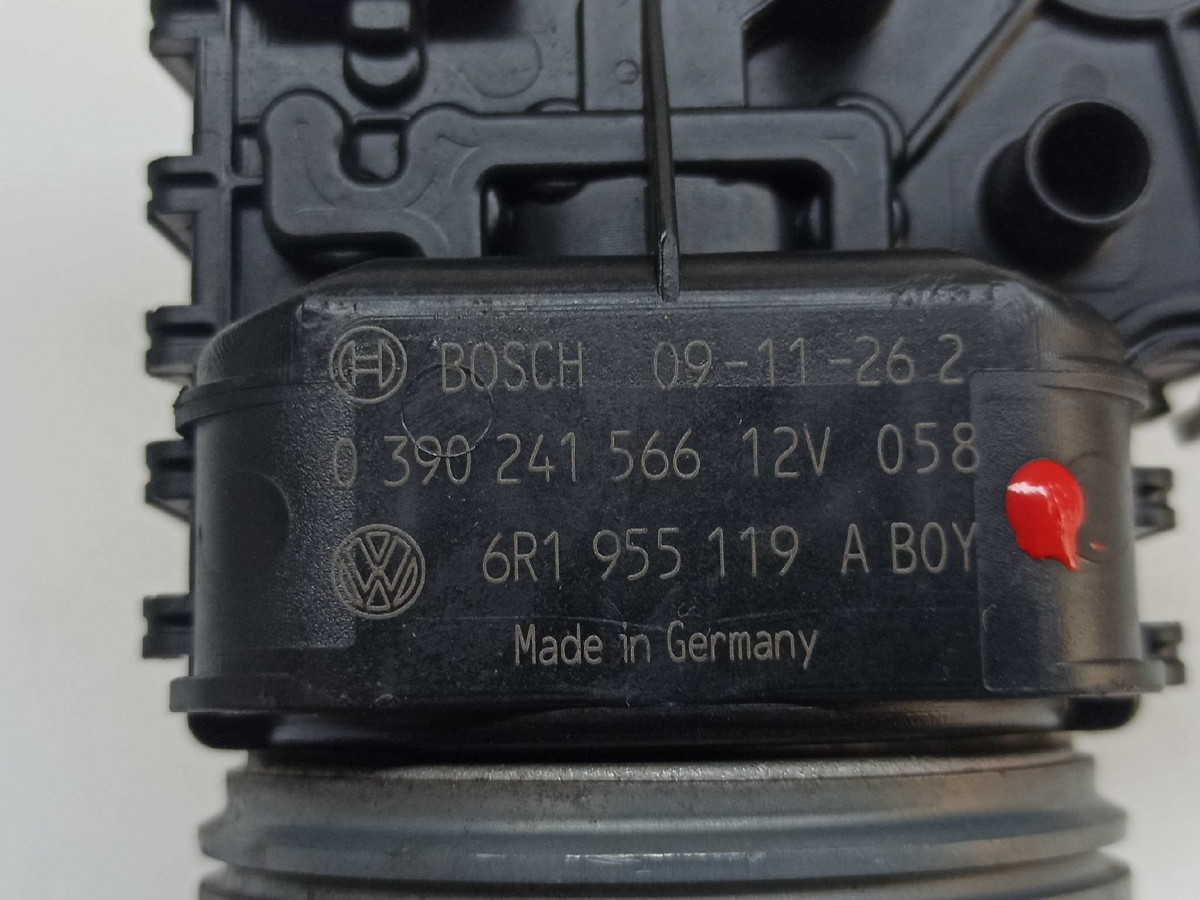 BOSCH 09-11-26 2
0 390 241 566 12V 058
6R1 955 119 A BOY
Made in Germany